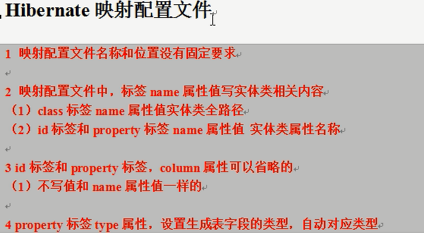 Hibernate 映射配置文件
1 映射配置文件名称和位置没有固定要求
2 映射配置文件中，标签 name 属性值写实体类相关内容
（1）class 标签 name 属性值实体类全路径
（2）id 标签和 property 标签 name 属性值 实体类属性名称
3 id 标签和 property 标签，column 属性可以省略的
（1）不写值和 name 属性值一样的
4 property 标签 type 属性，设置生成表字段的类型，自动对应类型